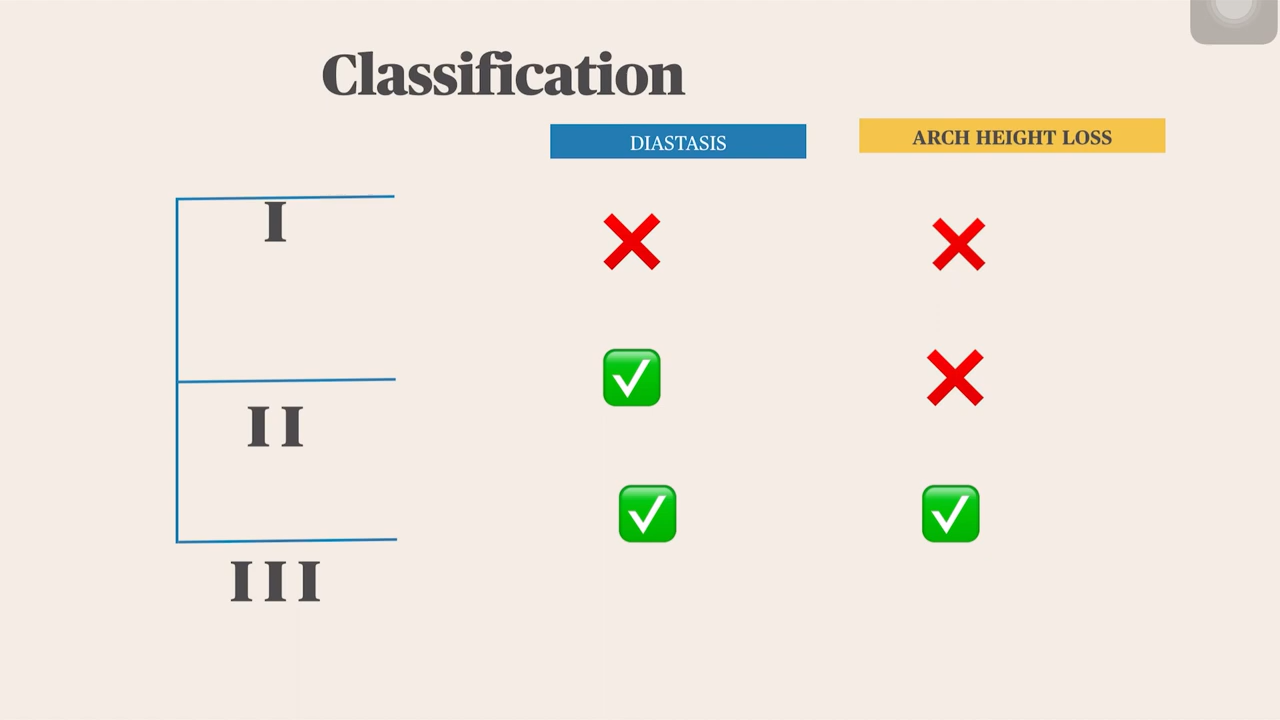 Classification
DIASTASIS
ARCH HEIGHT LOSS
I
❌ ❌
✅ ❌
II
✅ ✅
III